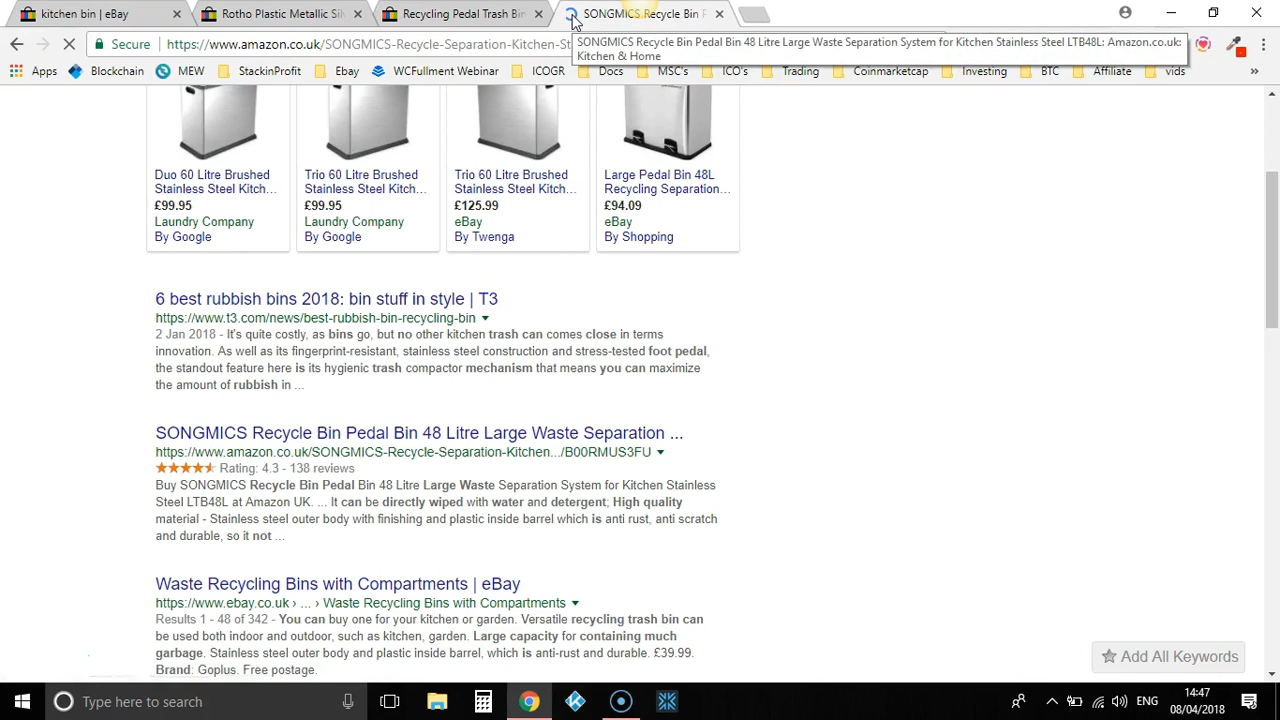 kitchen bin | eBay
Rotho Plastic Metallic Sil
Recycling Pedal Trash Bin
SONGMICS Recycle Bin P
Secure
https://www.amazon.co.uk/SONGMICS-Recycle-Separation-Kitchen-St
SONGMICS Recycle Bin Pedal Bin 48 Litre Large Waste Separation System for Kitchen Stainless Steel LTB48L: Amazon.co.uk:
Kitchen & Home
Apps Blockchain StackinProfit Ebay WCFullment Webinar ICOGR MSC's ICO's Trading Coinmarketcap Investing BTC Affiliate vids »
Duo 60 Litre Brushed
Stainless Steel Kitch...
£99.95
Laundry Company
By Google
Trio 60 Litre Brushed
Stainless Steel Kitch...
£99.95
Laundry Company
By Google
Trio 60 Litre Brushed
Stainless Steel Kitch...
£125.99
eBay
By Twenga
Large Pedal Bin 48L
Recycling Separation...
£94.09
eBay
By Shopping
6 best rubbish bins 2018: bin stuff in style | T3
https://www.t3.com/news/best-rubbish-bin-recycling-bin
2 Jan 2018 - It's quite costly, as bins go, but no other kitchen trash can comes close in terms
innovation. As well as its fingerprint-resistant, stainless steel construction and stress-tested foot pedal,
the standout feature here is its hygienic trash compactor mechanism that means you can maximize
the amount of rubbish in ...
SONGMICS Recycle Bin Pedal Bin 48 Litre Large Waste Separation ...
https://www.amazon.co.uk/SONGMICS-Recycle-Separation-Kitchen.../B00RMUS3FU
Rating: 4.3 - 138 reviews
Buy SONGMICS Recycle Bin Pedal Bin 48 Litre Large Waste Separation System for Kitchen Stainless
Steel LTB48L at Amazon UK. ... It can be directly wiped with water and detergent; High quality
material - Stainless steel outer body with finishing and plastic inside barrel which is anti rust, anti scratch
and durable, so it not ...
Waste Recycling Bins with Compartments | eBay
https://www.ebay.co.uk › ... › Waste Recycling Bins with Compartments
Results 1 - 48 of 342 - You can buy one for your kitchen or garden. Versatile recycling trash bin can
be used both indoor and outdoor, such as kitchen, garden. Large capacity for containing much
garbage. Stainless steel outer body and plastic inside barrel, which is anti-rust and durable. £39.99.
Brand: Goplus. Free postage.
Add All Keywords
Type here to search
ENG
14:47
08/04/2018